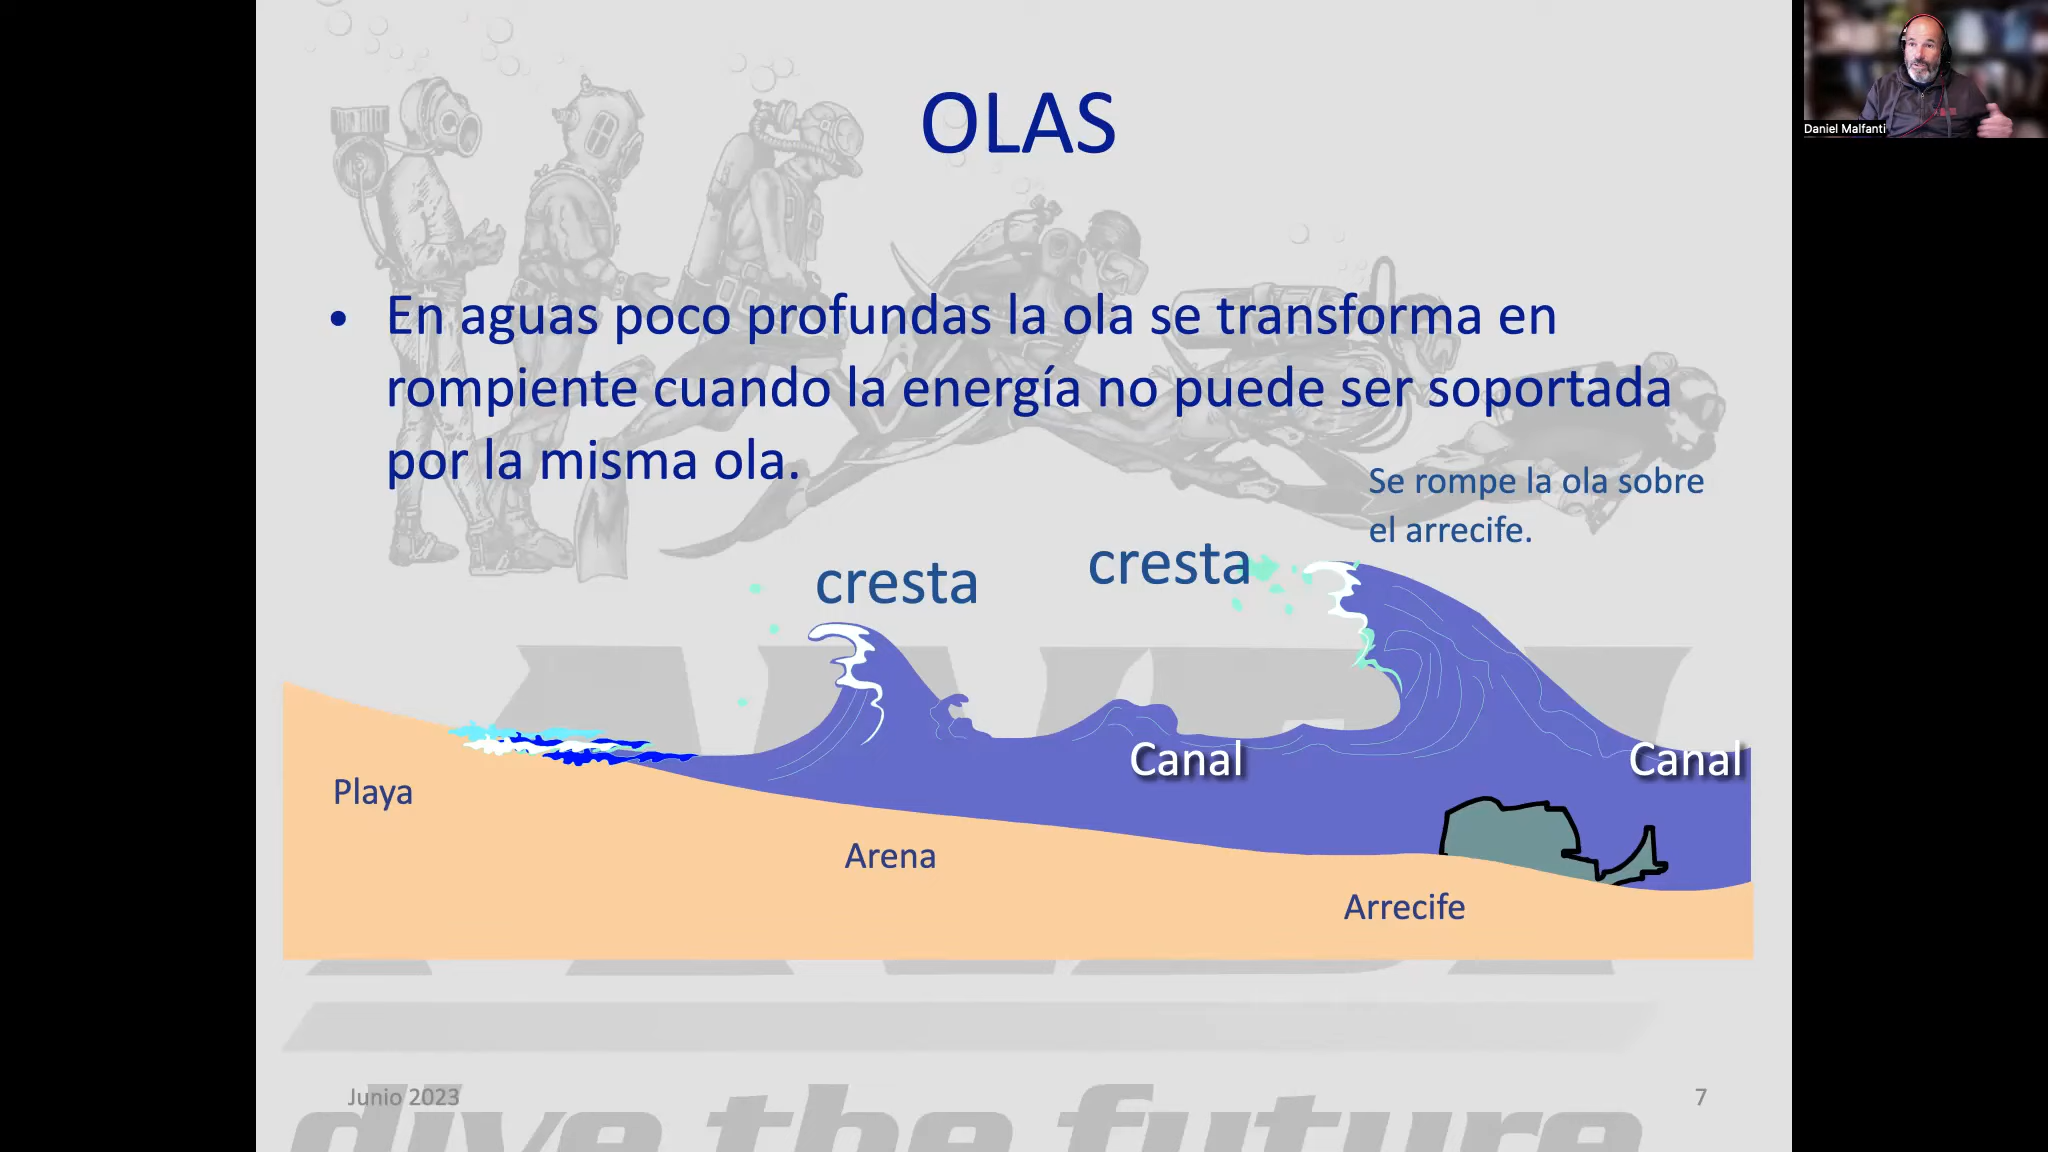 OLAS
• En aguas poco profundas la ola se transforma en
rompiente cuando la energía no puede ser soportada
por la misma ola.
Se rompe la ola sobre
el arrecife.
cresta
cresta
Canal
Canal
Playa
Arena
Arrecife
Junio 2023
7
dive the future
Daniel Malfanti